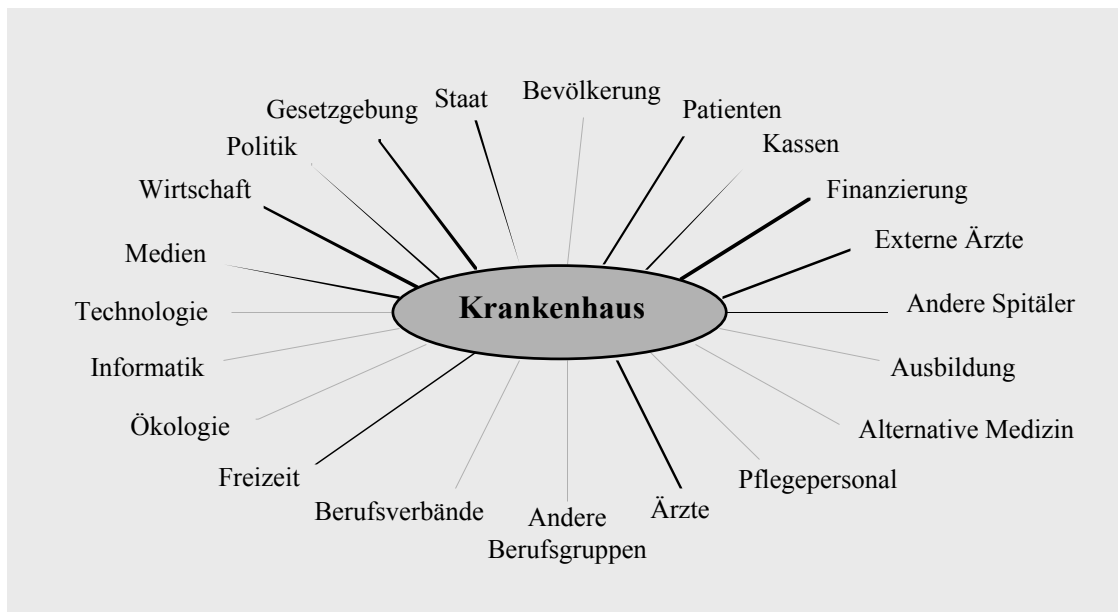 Bevölkerung
Staat
Patienten
Gesetzgebung
Kassen
Politik
Wirtschaft
Finanzierung
Externe Ärzte
Medien
Andere Spitäler
Krankenhaus
Technologie
Informatik
Ausbildung
Ökologie
Alternative Medizin
Freizeit
Pflegepersonal
Berufsverbände
Ärzte
Andere
Berufsgruppen